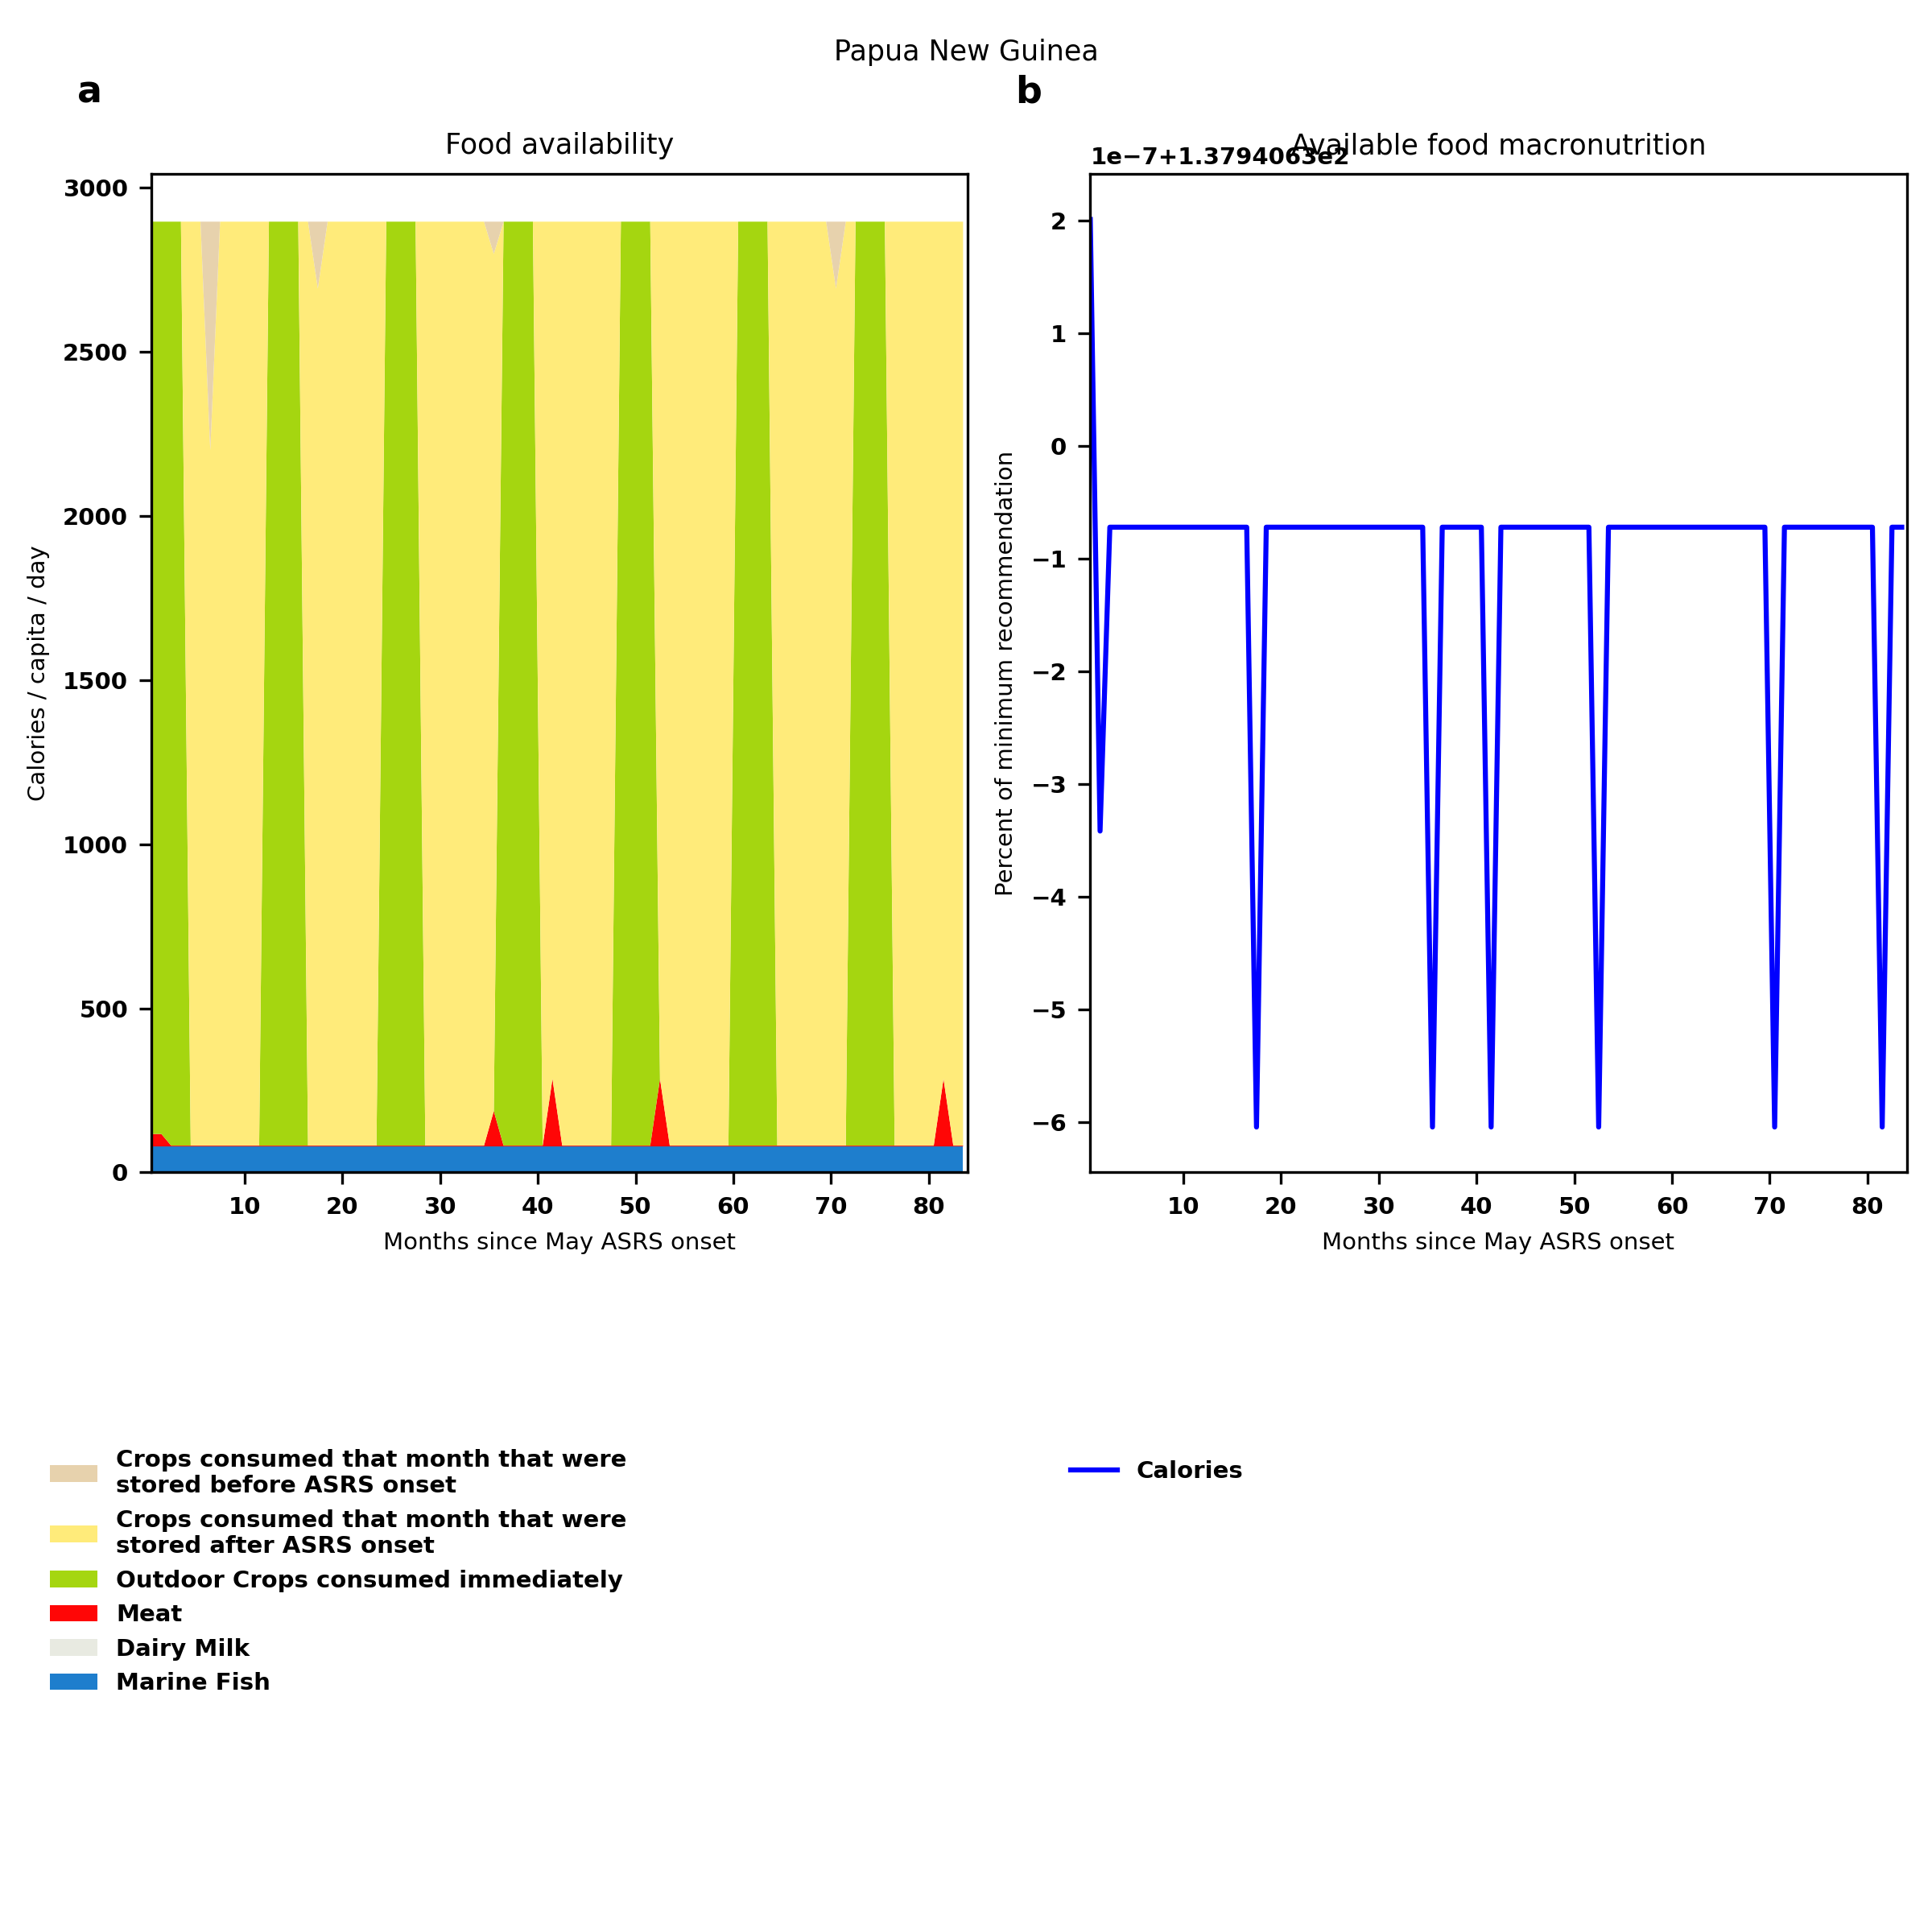 Papua New Guinea
a
b
Food availability
Available food macronutrition
1e−7+1.3794063e2
3000
2500
2000
1500
1000
500
0
Calories / capita / day
10 20 30 40 50 60 70 80
Months since May ASRS onset
2
1
0
−1
−2
−3
−4
−5
−6
Percent of minimum recommendation
10 20 30 40 50 60 70 80
Months since May ASRS onset
Crops consumed that month that were
stored before ASRS onset
Crops consumed that month that were
stored after ASRS onset
Outdoor Crops consumed immediately
Meat
Dairy Milk
Marine Fish
Calories